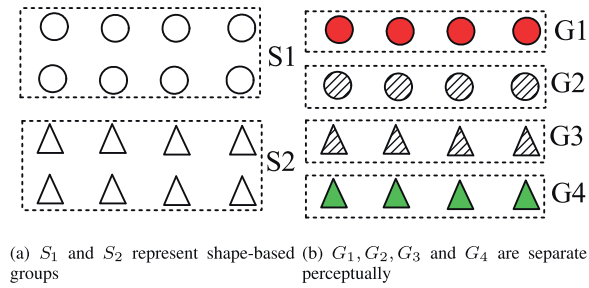 S1
S2
G1
G2
G3
G4
(a) S₁ and S₂ represent shape-based
groups
(b) G₁, G₂, G₃ and G₄ are separate
perceptually